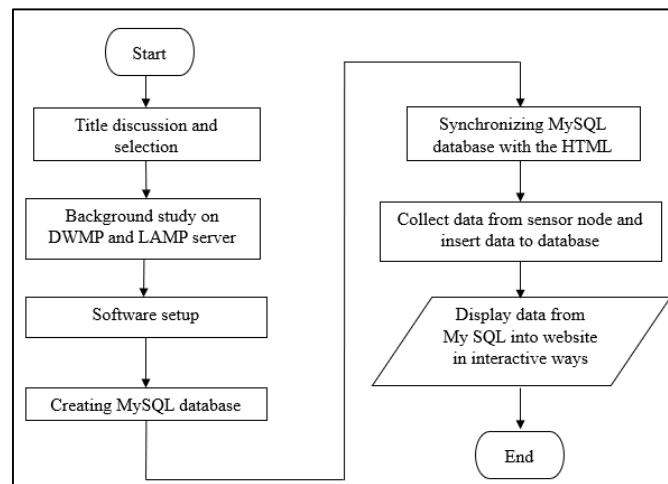 Start
Title discussion and
selection
Background study on
DWMP and LAMP server
Software setup
Creating MySQL database
Synchronizing MySQL
database with the HTML
Collect data from sensor node and
insert data to database
Display data from
My SQL into website
in interactive ways
End